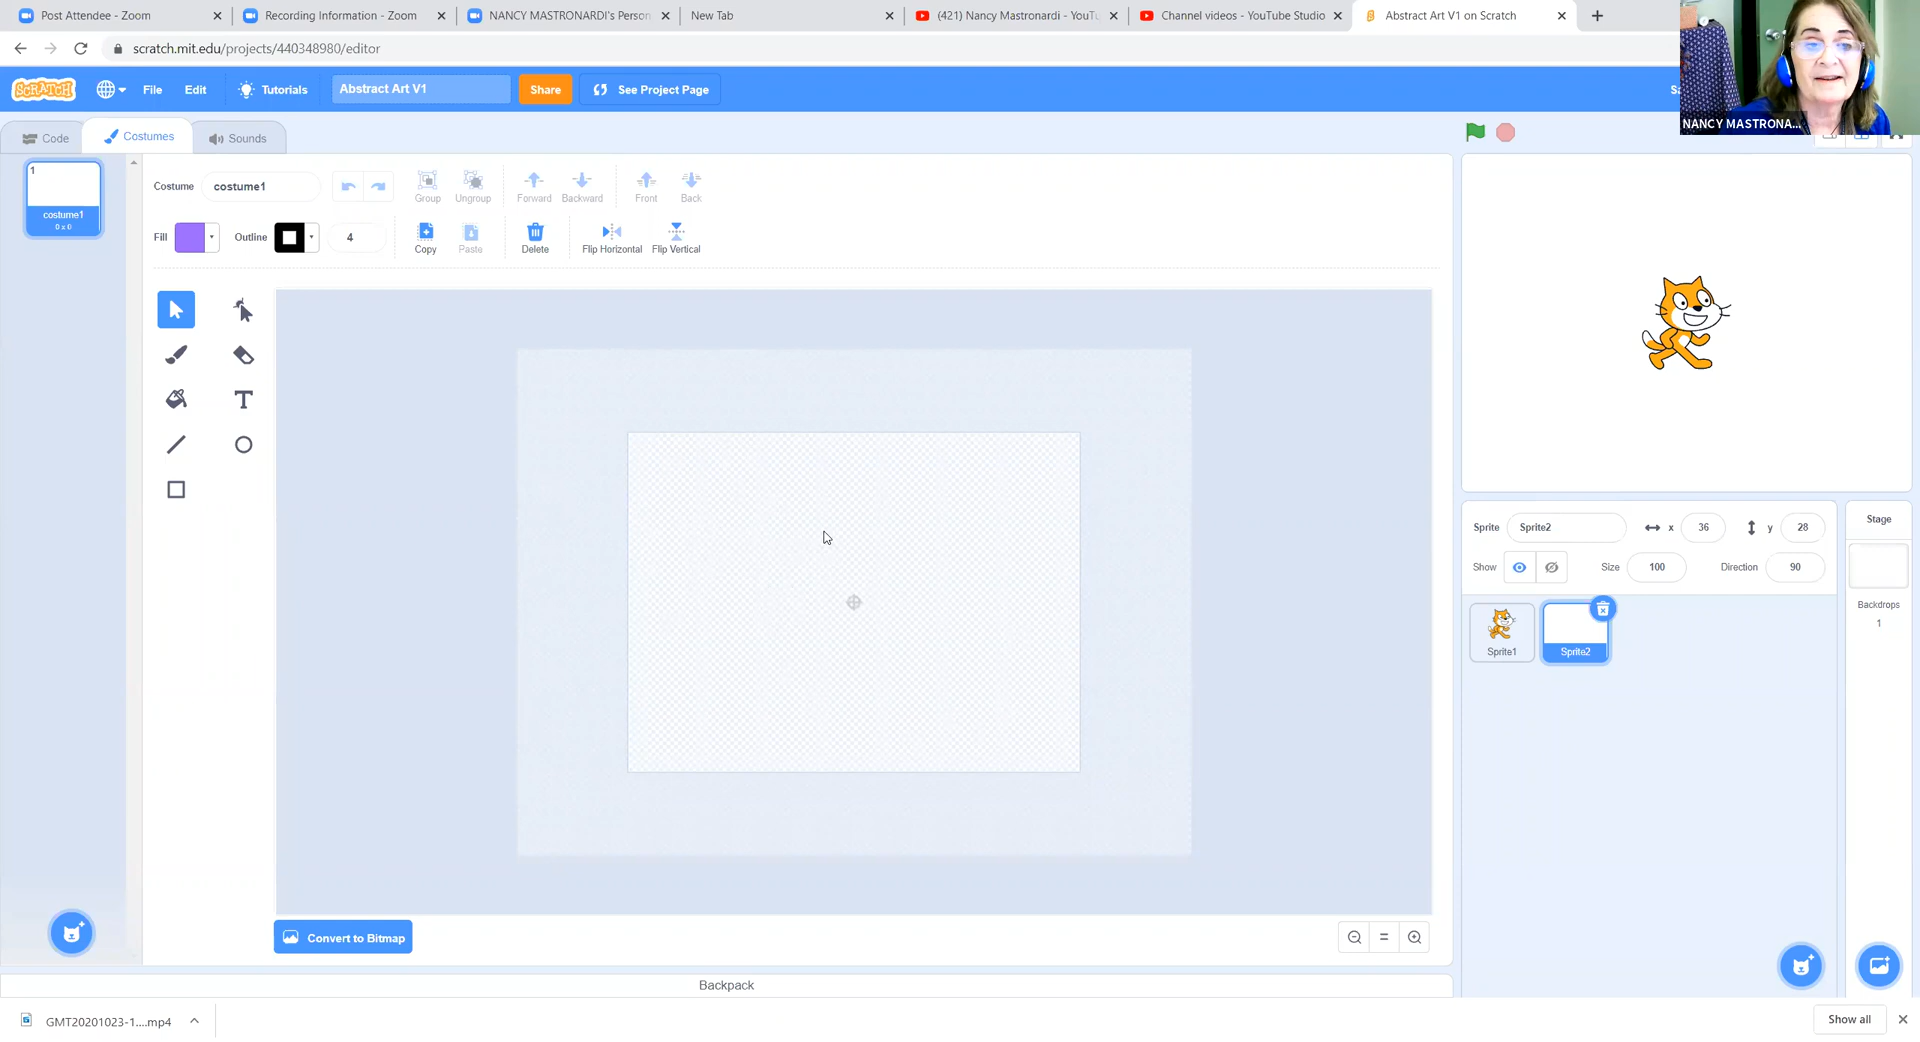 Post Attendee - Zoom
Recording Information - Zoom
NANCY MASTRONARDI's Person
New Tab
(421) Nancy Mastronardi - YouTu
Channel videos - YouTube Studio
Abstract Art V1 on Scratch
scratch.mit.edu/projects/440348980/editor
SCRATCH
File
Edit
Tutorials
Abstract Art V1
Share
See Project Page
NANCY MASTRONA...
Code
Costumes
Sounds
1
costume1
0 x 0
Costume
costume1
Group
Ungroup
Forward
Backward
Front
Back
Fill
Outline
4
Copy
Paste
Delete
Flip Horizontal
Flip Vertical
T
Convert to Bitmap
Sprite
Sprite2
x
36
y
28
Show
Size
100
Direction
90
Sprite1
Sprite2
Stage
Backdrops
1
Backpack
GMT20201023-1....mp4
Show all